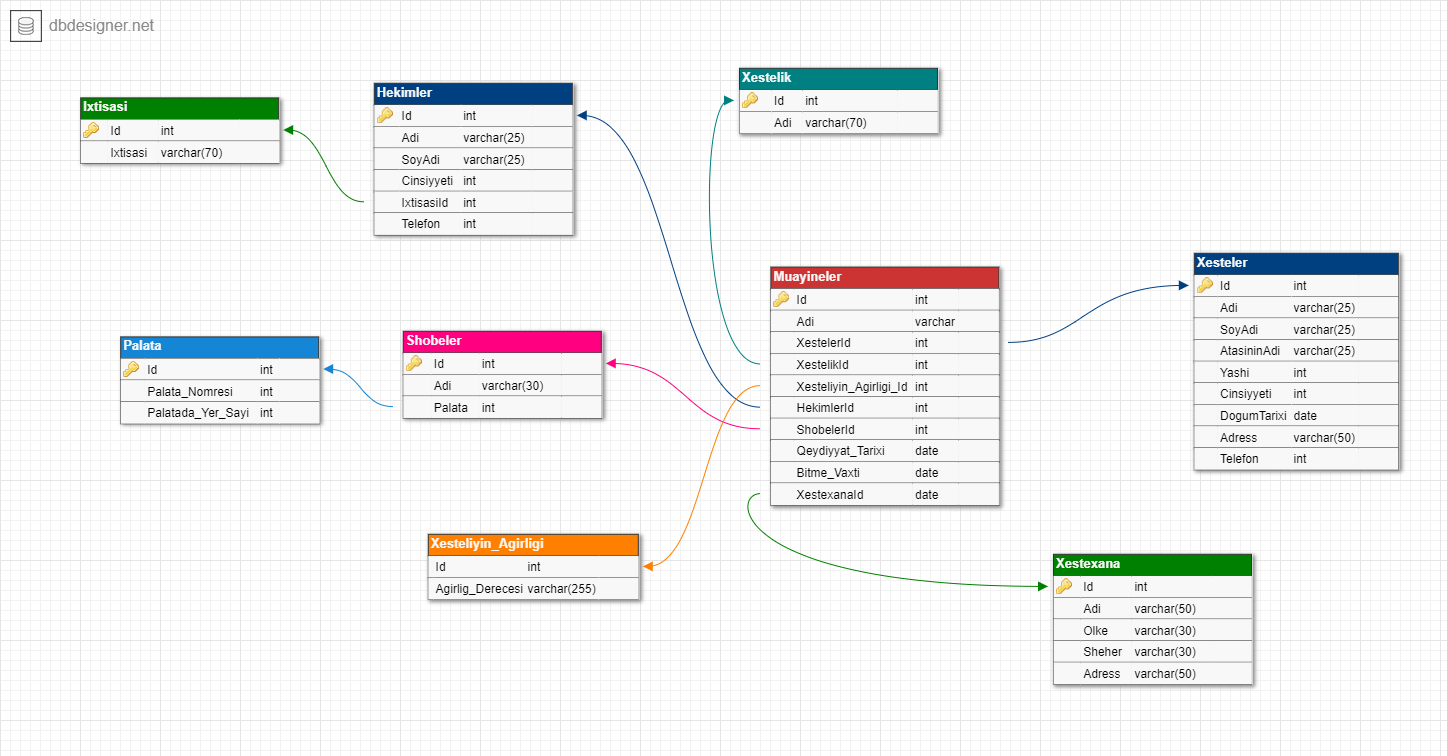 dbdesigner.net
Ixtisasi
Id int
Ixtisasi varchar(70)
Hekimler
Id int
Adi varchar(25)
SoyAdi varchar(25)
Cinsiyyeti int
IxtisasiId int
Telefon int
Xestelik
Id int
Adi varchar(70)
Muayineler
Id int
Adi varchar
XestelerId int
XestelikId int
Xesteliyin_Agirligi_Id int
HekimlerId int
ShobelerId int
Qeydiyyat_Tarixi date
Bitme_Vaxti date
XestexanaId date
Xesteler
Id int
Adi varchar(25)
SoyAdi varchar(25)
AtasininAdi varchar(25)
Yashi int
Cinsiyyeti int
DogumTarixi date
Adress varchar(50)
Telefon int
Palata
Id int
Palata_Nomresi int
Palatada_Yer_Sayi int
Shobeler
Id int
Adi varchar(30)
Palata int
Xesteliyin_Agirligi
Id int
Agirlig_Derecesi varchar(255)
Xestexana
Id int
Adi varchar(50)
Olke varchar(30)
Sheher varchar(30)
Adress varchar(50)